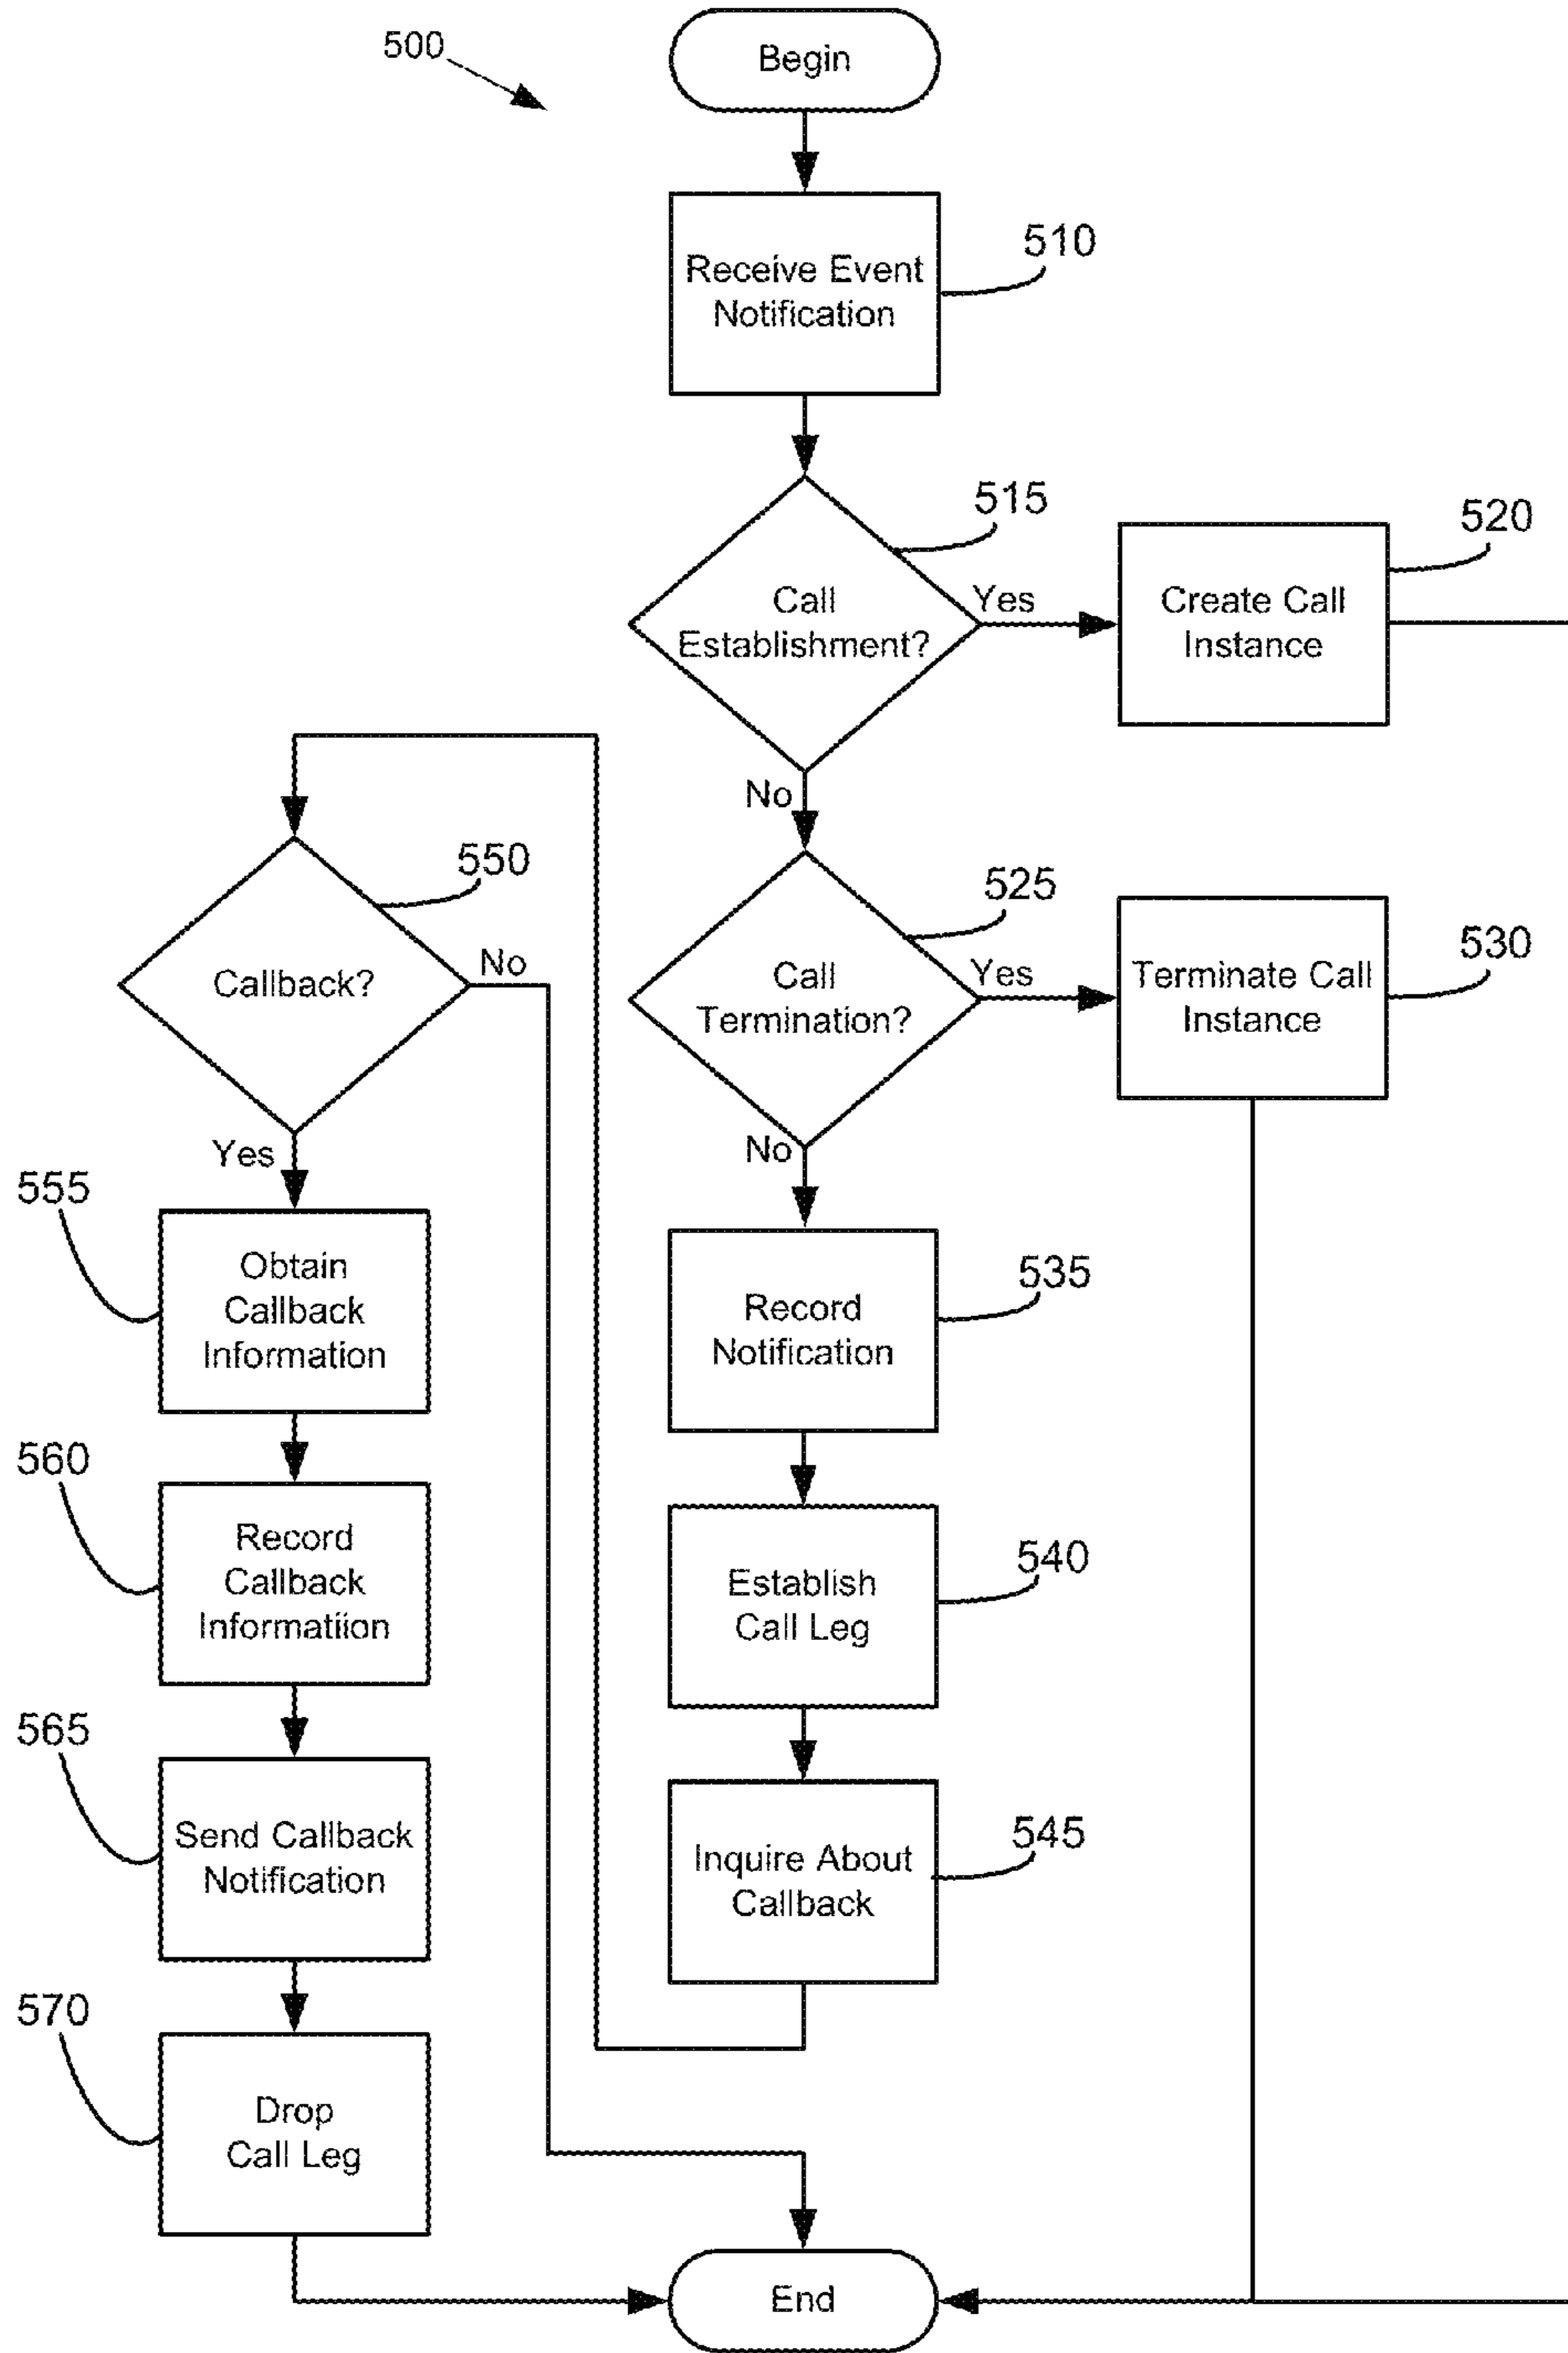 500
Begin
Receive Event
Notification
510
Call
Establishment?
515
Yes
Create Call
Instance
520
No
Call
Termination?
525
Yes
Terminate Call
Instance
530
No
Record
Notification
535
Establish
Call Leg
540
Inquire About
Callback
545
Callback?
550
No
Yes
Obtain
Callback
Information
555
Record
Callback
Informatiion
560
Send Callback
Notification
565
Drop
Call Leg
570
End